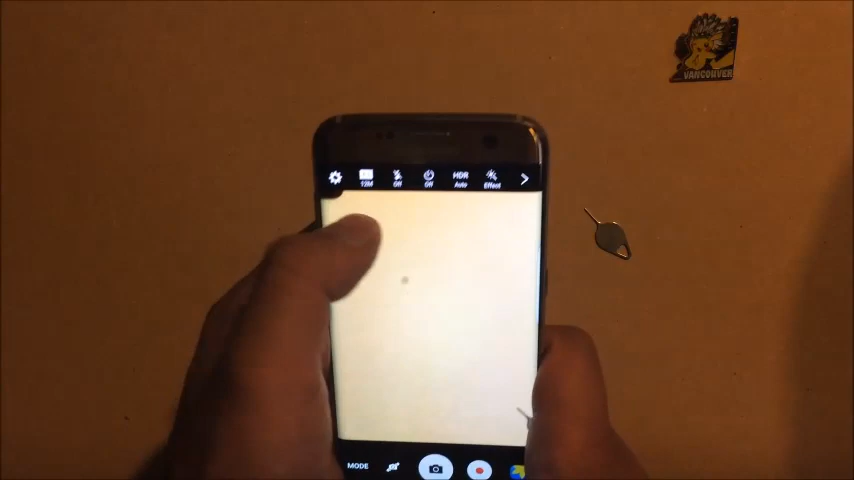 VANCOUVER
12M
Off
Off
HDR
Auto
Effect
MODE